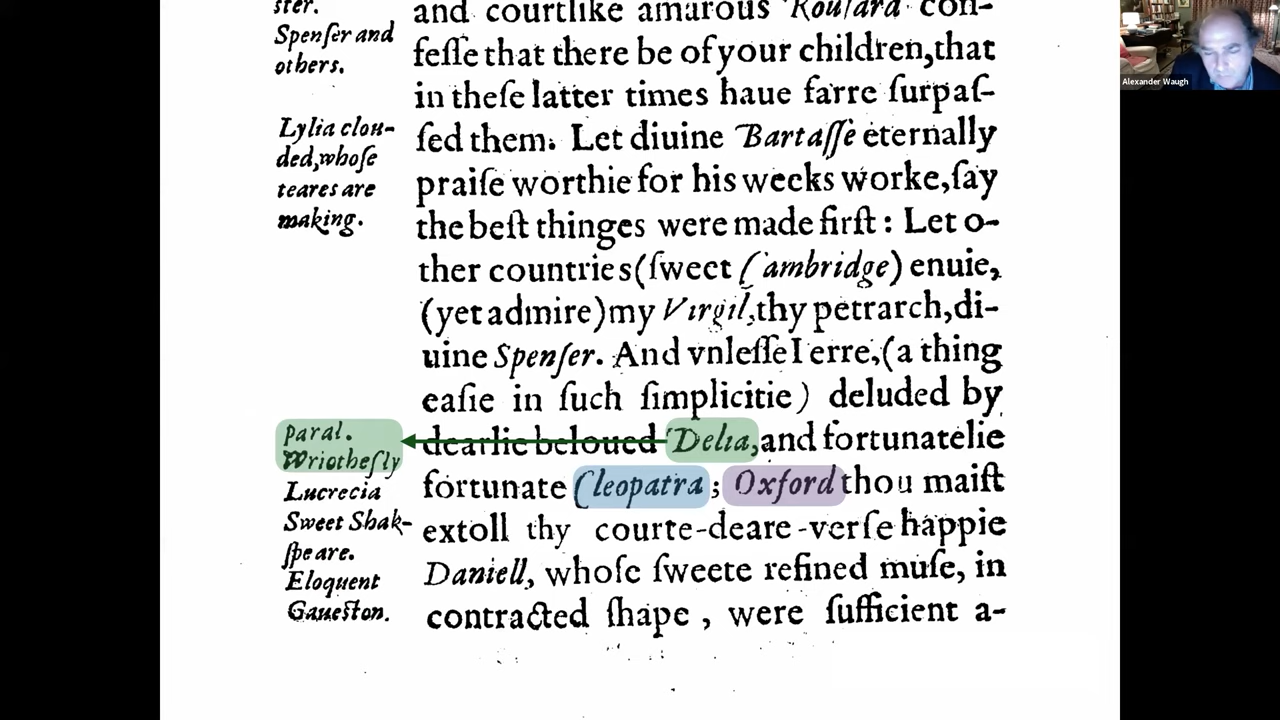 ſter.
Spenſer and
others.
Lylia clou-
ded, whoſe
teares are
making.
paral.
Wriotheſly
Lucrecia
Sweet Shak-
ſpeare.
Eloquent
Gaueston.
and courtlike amarous Rouſard con-
feſſe that there be of your children, that
in theſe latter times haue farre ſurpaſ-
ſed them. Let diuine Bartaſſe eternally
praiſe worthie for his weeks worke, ſay
the beſt thinges were made firſt: Let o-
ther countries (ſweet Cambridge) enuie,
(yet admire) my Virgil, thy petrarch, di-
uine Spenſer. And vnleſſe I erre, (a thing
eaſie in ſuch ſimplicitie) deluded by
dearlie beloued Delia, and fortunatelie
fortunate Cleopatra; Oxford thou maiſt
extoll thy courte-deare-verſe happie
Daniell, whoſe ſweete refined muſe, in
contracted ſhape, were ſufficient a-
Alexander Waugh